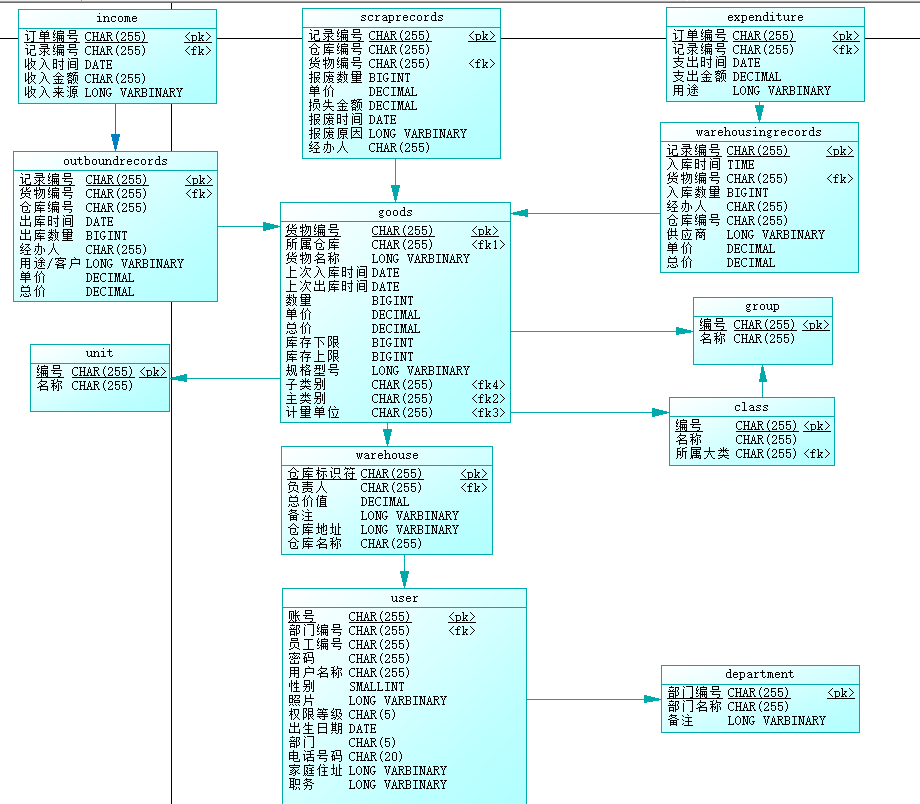 income
订单编号 CHAR(255) <pk>
记录编号 CHAR(255) <fk>
收入时间 DATE
收入金额 CHAR(255)
收入来源 LONG VARBINARY
scraprecords
记录编号 CHAR(255) <pk>
仓库编号 CHAR(255)
货物编号 CHAR(255) <fk>
报废数量 BIGINT
单价 DECIMAL
损失金额 DECIMAL
报废时间 DATE
报废原因 LONG VARBINARY
经办人 CHAR(255)
expenditure
订单编号 CHAR(255) <pk>
记录编号 CHAR(255) <fk>
支出时间 DATE
支出金额 DECIMAL
用途 LONG VARBINARY
outboundrecords
记录编号 CHAR(255) <pk>
货物编号 CHAR(255) <fk>
仓库编号 CHAR(255)
出库时间 DATE
出库数量 BIGINT
经办人 CHAR(255)
用途/客户 LONG VARBINARY
单价 DECIMAL
总价 DECIMAL
warehousingrecords
记录编号 CHAR(255) <pk>
入库时间 TIME
货物编号 CHAR(255) <fk>
入库数量 BIGINT
经办人 CHAR(255)
仓库编号 CHAR(255)
供应商 LONG VARBINARY
单价 DECIMAL
总价 DECIMAL
goods
货物编号 CHAR(255) <pk>
所属仓库 CHAR(255) <fk1>
货物名称 LONG VARBINARY
上次入库时间 DATE
上次出库时间 DATE
数量 BIGINT
单价 DECIMAL
总价 DECIMAL
库存下限 BIGINT
库存上限 BIGINT
规格型号 LONG VARBINARY
子类别 CHAR(255) <fk4>
主类别 CHAR(255) <fk2>
计量单位 CHAR(255) <fk3>
group
编号 CHAR(255) <pk>
名称 CHAR(255)
unit
编号 CHAR(255) <pk>
名称 CHAR(255)
class
编号 CHAR(255) <pk>
名称 CHAR(255)
所属大类 CHAR(255) <fk>
warehouse
仓库标识符 CHAR(255) <pk>
负责人 CHAR(255) <fk>
总价值 DECIMAL
备注 LONG VARBINARY
仓库地址 LONG VARBINARY
仓库名称 CHAR(255)
user
账号 CHAR(255) <pk>
部门编号 CHAR(255) <fk>
员工编号 CHAR(255)
密码 CHAR(255)
用户名称 CHAR(255)
性别 SMALLINT
照片 LONG VARBINARY
权限等级 CHAR(5)
出生日期 DATE
部门 CHAR(5)
电话号码 CHAR(20)
家庭住址 LONG VARBINARY
职务 LONG VARBINARY
department
部门编号 CHAR(255) <pk>
部门名称 CHAR(255)
备注 LONG VARBINARY